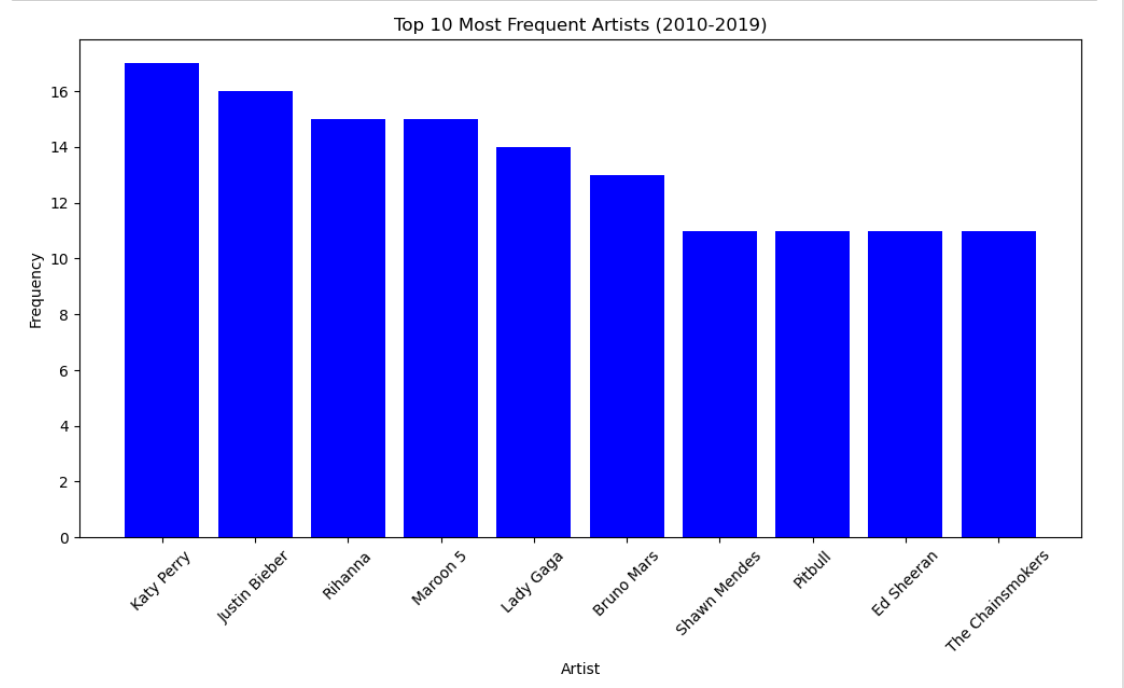 Top 10 Most Frequent Artists (2010-2019)
16
14
12
10
8
6
4
2
0
Frequency
Katy Perry
Justin Bieber
Rihanna
Maroon 5
Lady Gaga
Bruno Mars
Shawn Mendes
Pitbull
Ed Sheeran
The Chainsmokers
Artist